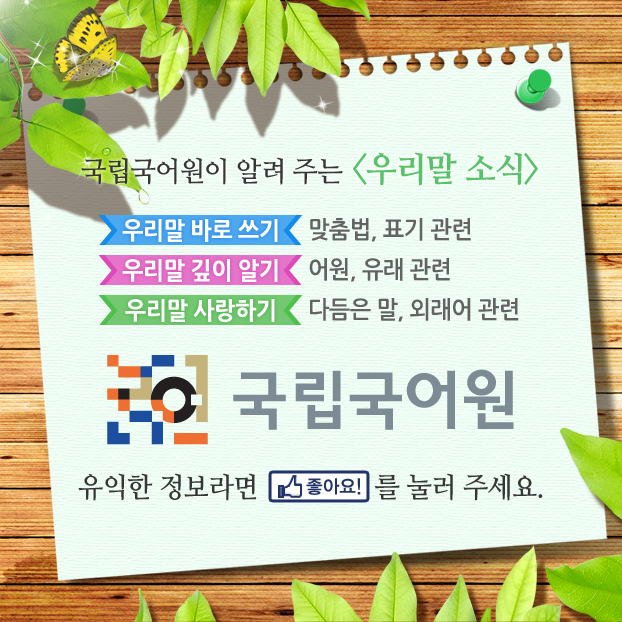 국립국어원이 알려 주는 〈우리말 소식〉
우리말 바로 쓰기 맞춤법, 표기 관련
우리말 깊이 알기 어원, 유래 관련
우리말 사랑하기 다듬은 말, 외래어 관련
국립국어원
유익한 정보라면 좋아요! 를 눌러 주세요.